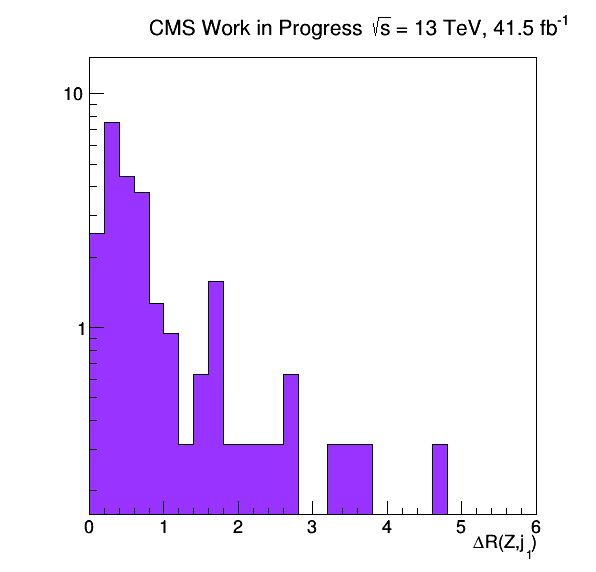 CMS Work in Progress √s = 13 TeV, 41.5 fb⁻¹
10
1
0 1 2 3 4 5 6
ΔR(Z,j₁)